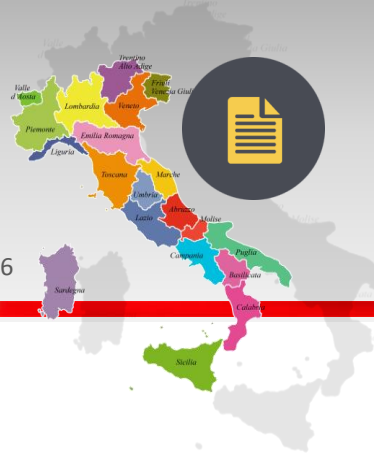 Trentino
Alto Adige
Friuli
Venezia Giuli
Valle
d'Aosta
Lombardia
Veneto
Piemonte
Emilia Romagna
Liguria
Toscana
Marche
Umbria
Lazio
Abruzzo
Molise
Campania
Puglia
Basilicata
6
Sardegna
Calabria
Sicilia